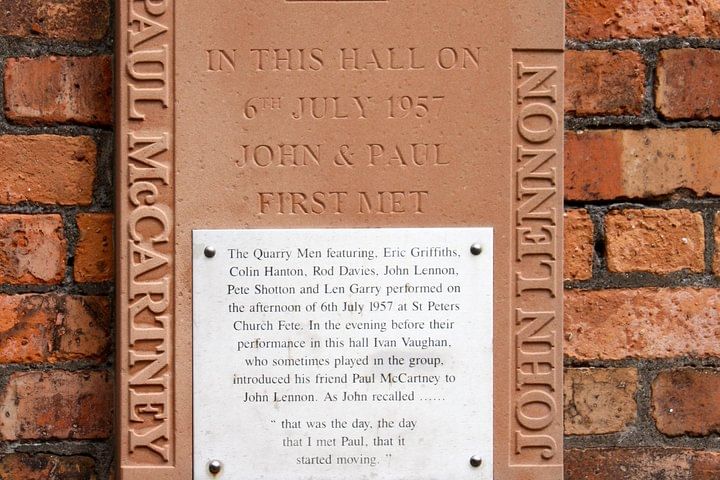 PAUL McCARTNEY
IN THIS HALL ON
6TH JULY 1957
JOHN & PAUL
FIRST MET
JOHN LENNON
The Quarry Men featuring, Eric Griffiths,
Colin Hanton, Rod Davies, John Lennon,
Pete Shotton and Len Garry performed on
the afternoon of 6th July 1957 at St Peters
Church Fete. In the evening before their
performance in this hall Ivan Vaughan,
who sometimes played in the group,
introduced his friend Paul McCartney to
John Lennon. As John recalled ......
“ that was the day, the day
that I met Paul, that it
started moving. ”